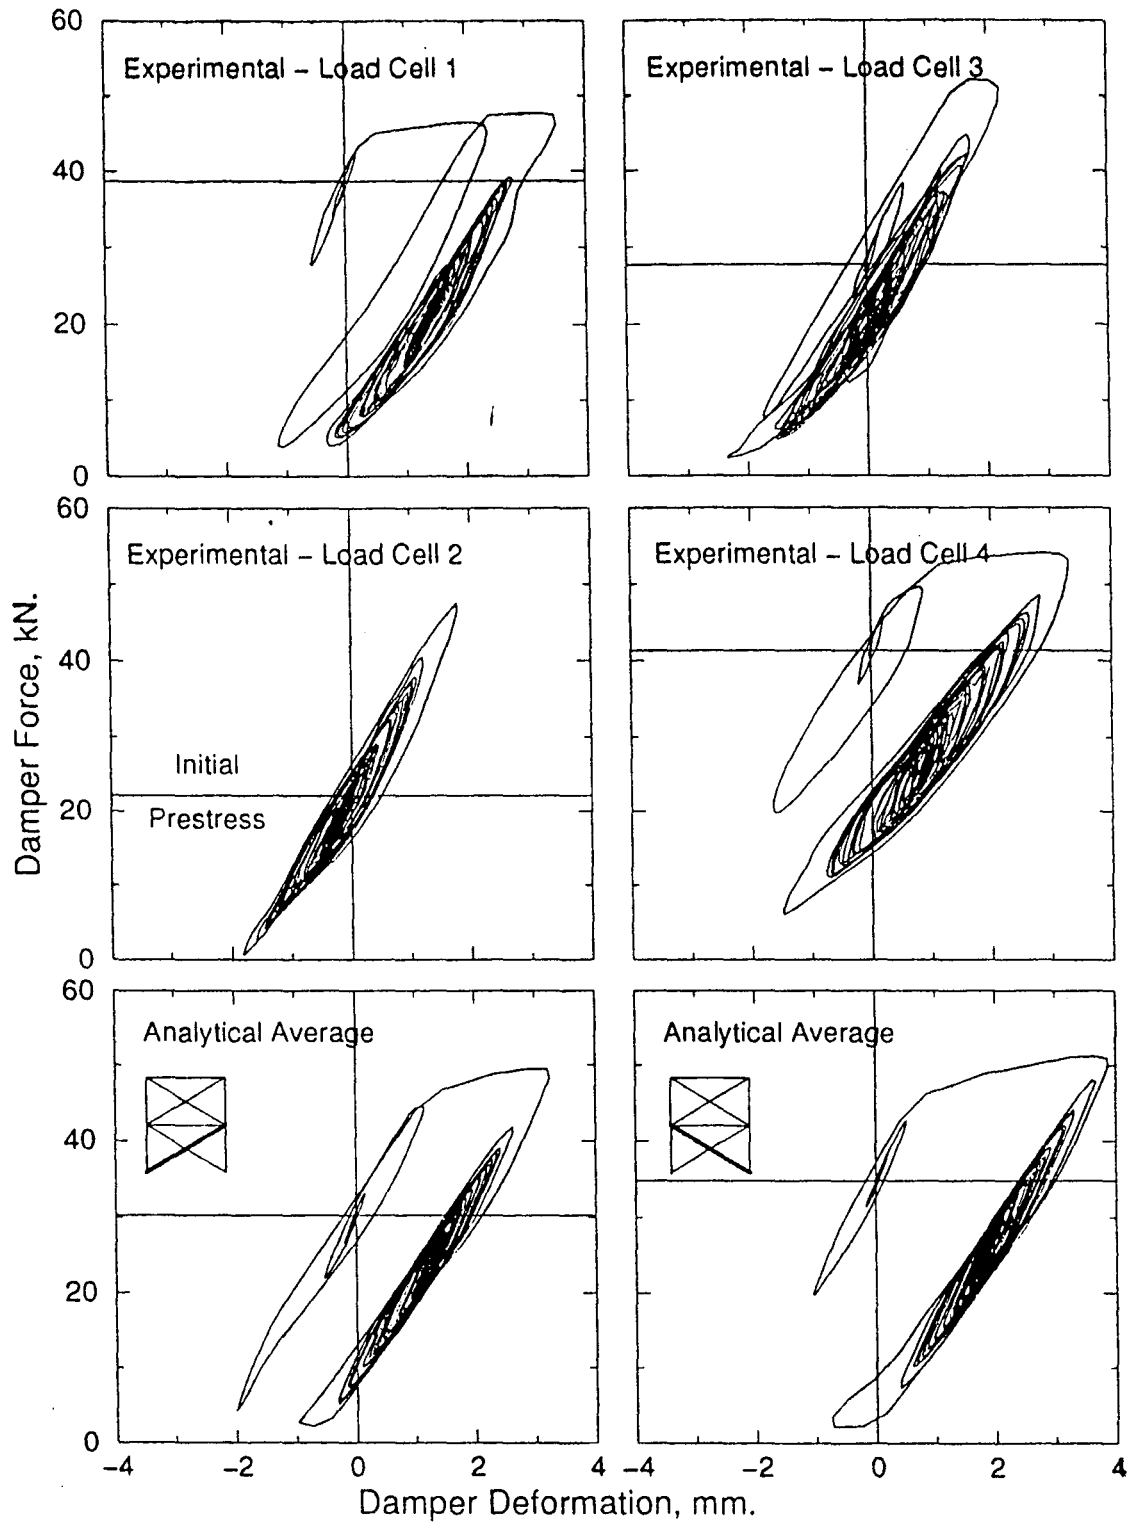 60
Experimental – Load Cell 1
Experimental – Load Cell 3
40
20
0
60
Experimental – Load Cell 2
Experimental – Load Cell 4
40
Initial
Prestress
20
0
Damper Force, kN.
60
Analytical Average
Analytical Average
40
20
0
−4 −2 0 2 4 −4 −2 0 2 4
Damper Deformation, mm.